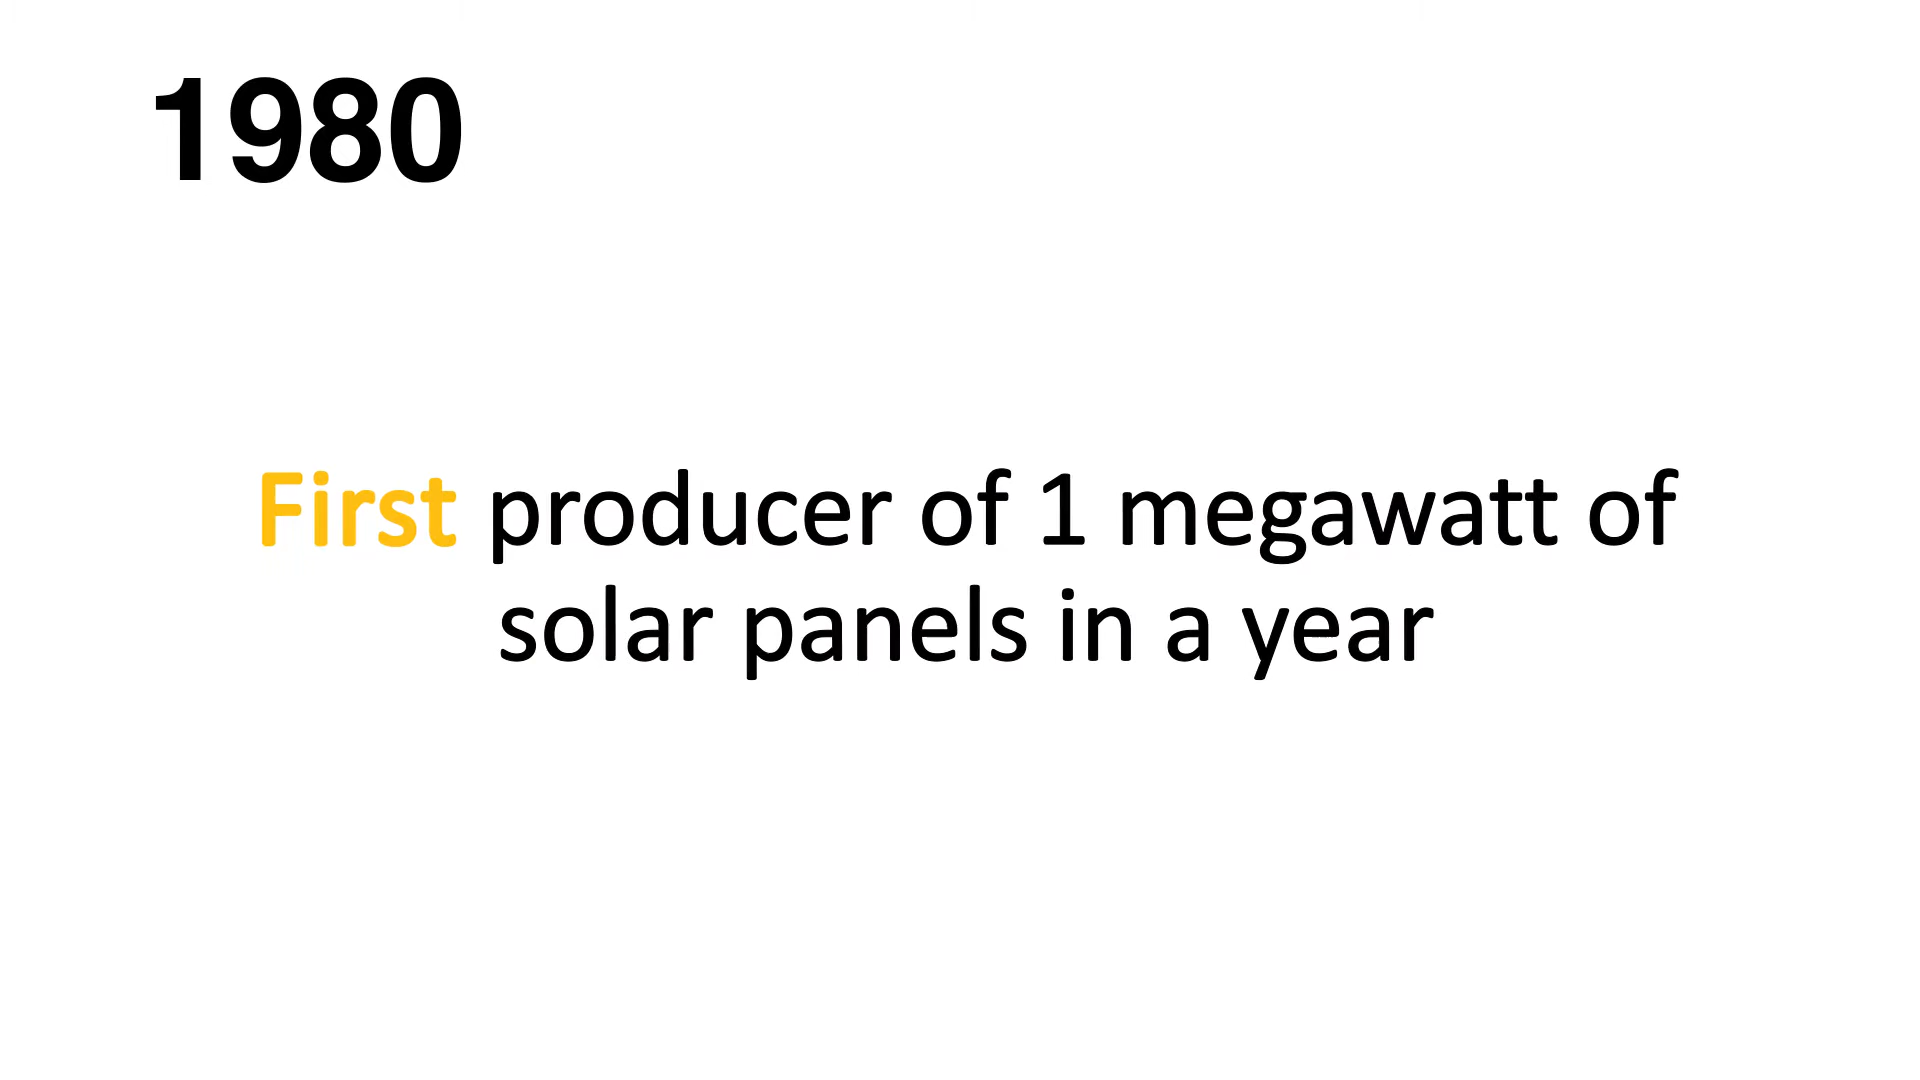 1980
First producer of 1 megawatt of
solar panels in a year